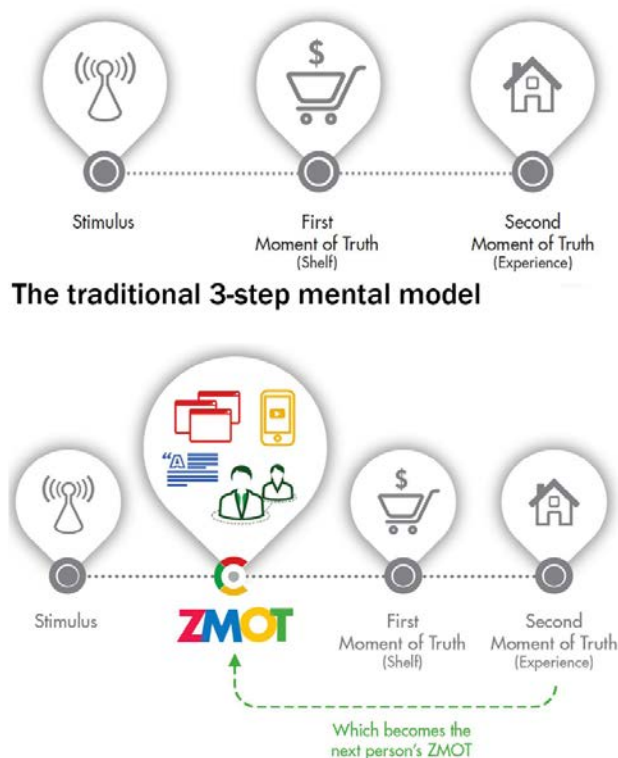 $
Stimulus
First
Moment of Truth
(Shelf)
Second
Moment of Truth
(Experience)
The traditional 3-step mental model
"A
$
Stimulus
ZMOT
First
Moment of Truth
(Shelf)
Second
Moment of Truth
(Experience)
Which becomes the
next person's ZMOT